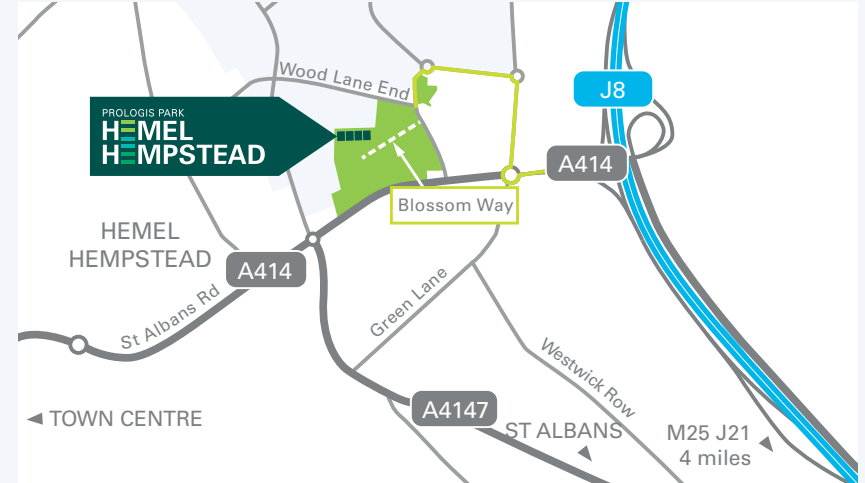 Wood Lane End
J8
PROLOGIS PARK
HEMEL
HEMPSTEAD
A414
Blossom Way
HEMEL
HEMPSTEAD
A414
St Albans Rd
Green Lane
Westwick Row
TOWN CENTRE
A4147
ST ALBANS
M25 J21
4 miles